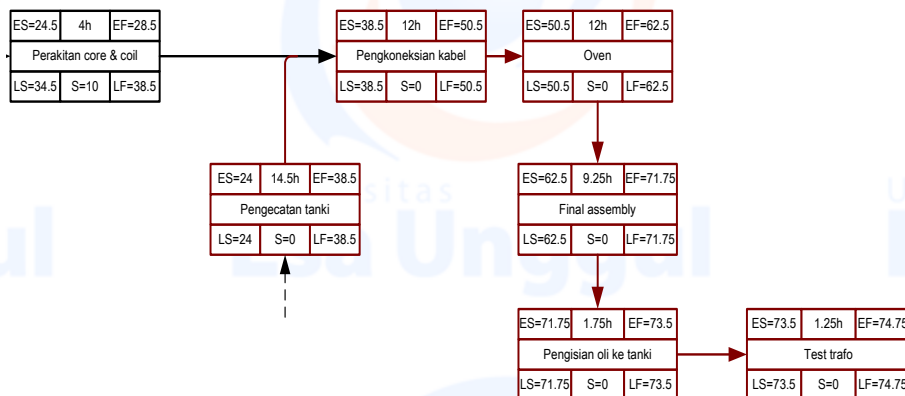 ES=24.5 4h EF=28.5
Perakitan core & coil
LS=34.5 S=10 LF=38.5
ES=38.5 12h EF=50.5
Pengkoneksian kabel
LS=38.5 S=0 LF=50.5
ES=50.5 12h EF=62.5
Oven
LS=50.5 S=0 LF=62.5
ES=24 14.5h EF=38.5
Pengecatan tanki
LS=24 S=0 LF=38.5
ES=62.5 9.25h EF=71.75
Final assembly
LS=62.5 S=0 LF=71.75
ES=71.75 1.75h EF=73.5
Pengisian oli ke tanki
LS=71.75 S=0 LF=73.5
ES=73.5 1.25h EF=74.75
Test trafo
LS=73.5 S=0 LF=74.75
sitas
Esa Unggul
ul
U